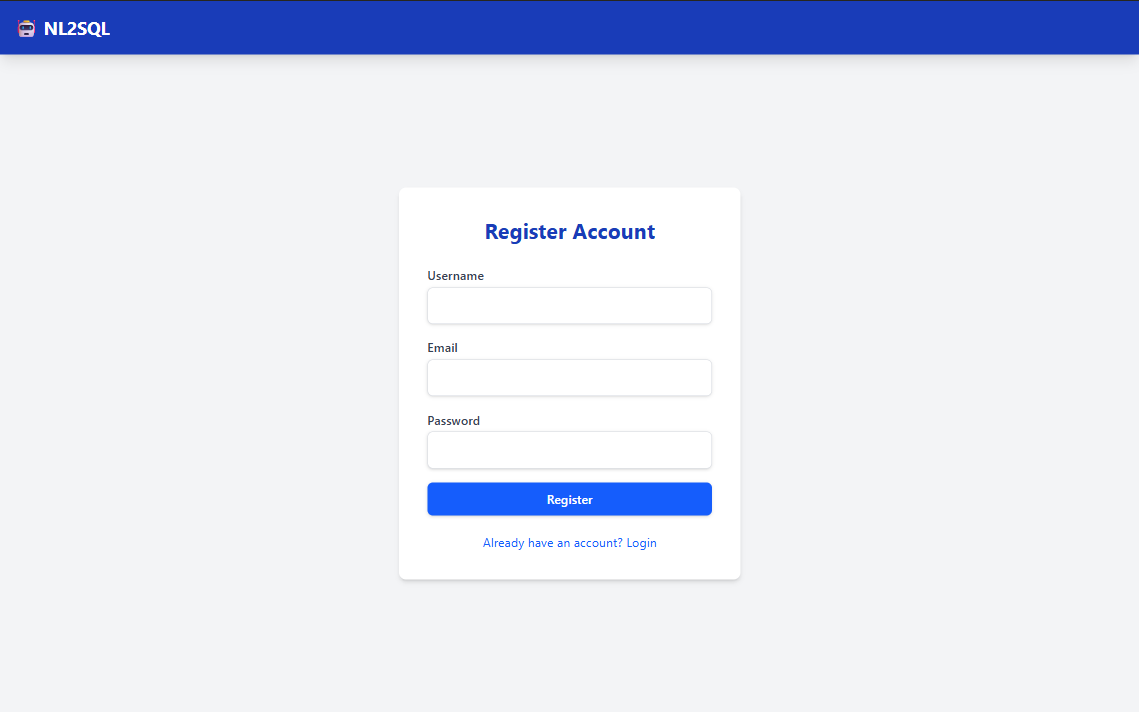 NL2SQL
Register Account
Username
Email
Password
Register
Already have an account? Login